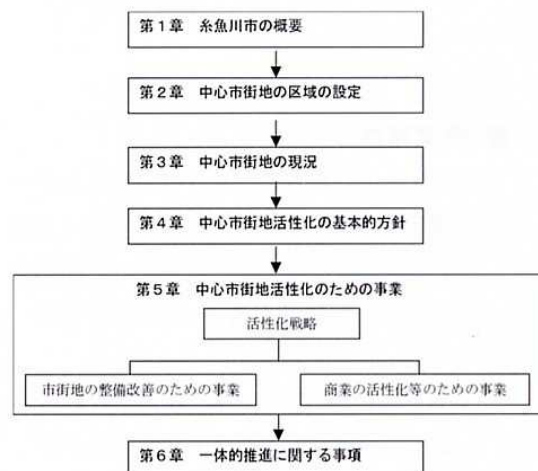 第1章　糸魚川市の概要
第2章　中心市街地の区域の設定
第3章　中心市街地の現況
第4章　中心市街地活性化の基本的方針
第5章　中心市街地活性化のための事業
活性化戦略
市街地の整備改善のための事業
商業の活性化等のための事業
第6章　一体的推進に関する事項